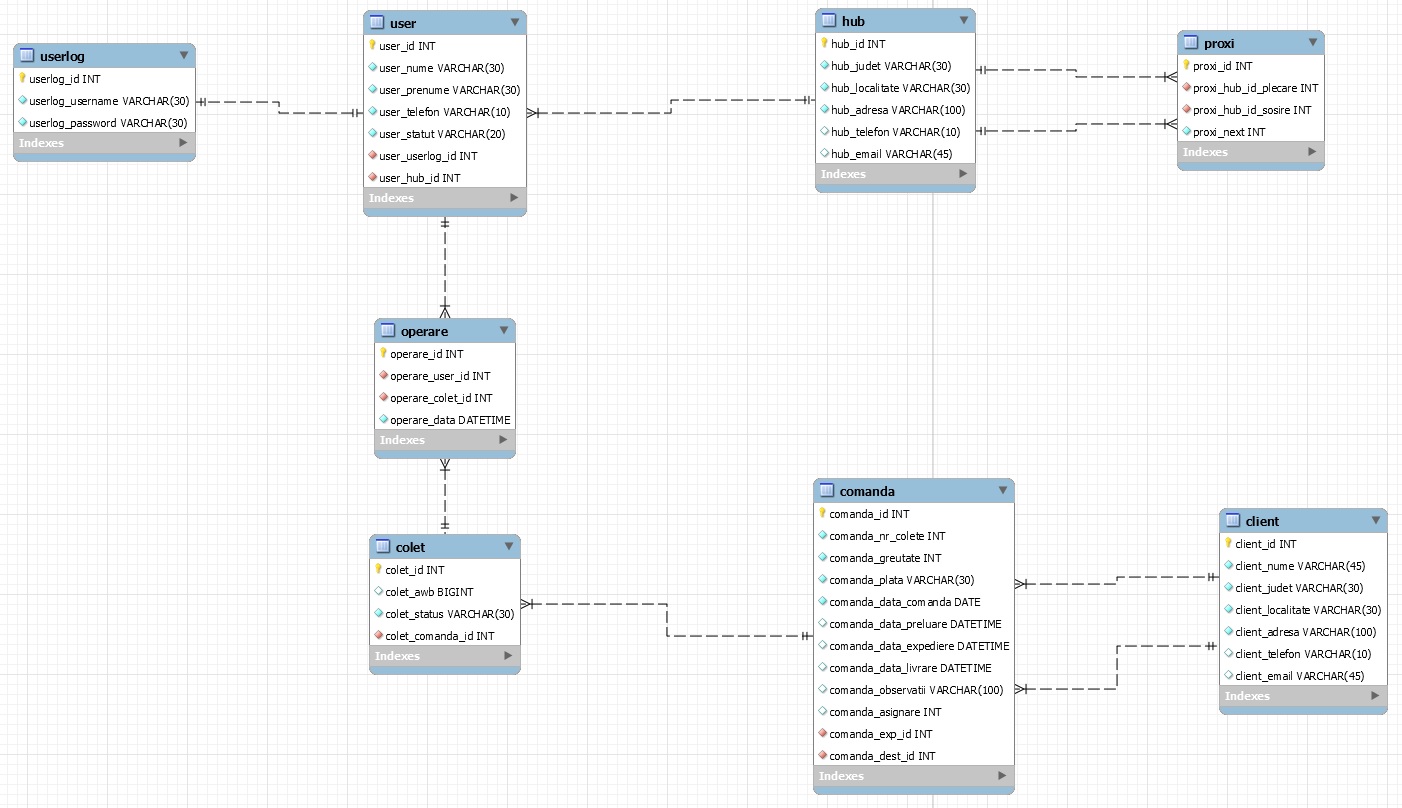 userlog
userlog_id INT
userlog_username VARCHAR(30)
userlog_password VARCHAR(30)
Indexes
user
user_id INT
user_nume VARCHAR(30)
user_prenume VARCHAR(30)
user_telefon VARCHAR(10)
user_statut VARCHAR(20)
user_userlog_id INT
user_hub_id INT
Indexes
hub
hub_id INT
hub_judet VARCHAR(30)
hub_localitate VARCHAR(30)
hub_adresa VARCHAR(100)
hub_telefon VARCHAR(10)
hub_email VARCHAR(45)
Indexes
proxi
proxi_id INT
proxi_hub_id_plecare INT
proxi_hub_id_sosire INT
proxi_next INT
Indexes
operare
operare_id INT
operare_user_id INT
operare_colet_id INT
operare_data DATETIME
Indexes
colet
colet_id INT
colet_awb BIGINT
colet_status VARCHAR(30)
colet_comanda_id INT
Indexes
comanda
comanda_id INT
comanda_nr_colete INT
comanda_greutate INT
comanda_plata VARCHAR(30)
comanda_data_comanda DATE
comanda_data_preluare DATETIME
comanda_data_expediere DATETIME
comanda_data_livrare DATETIME
comanda_observatii VARCHAR(100)
comanda_asignare INT
comanda_exp_id INT
comanda_dest_id INT
Indexes
client
client_id INT
client_nume VARCHAR(45)
client_judet VARCHAR(30)
client_localitate VARCHAR(30)
client_adresa VARCHAR(100)
client_telefon VARCHAR(10)
client_email VARCHAR(45)
Indexes